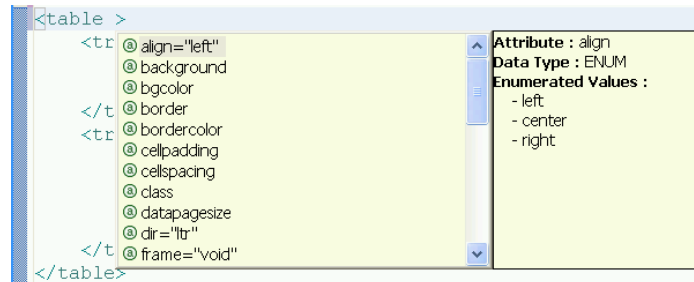 <table >
<tr
</t
<tr
</t
</table>
@ align="left"
@ background
@ bgcolor
@ border
@ bordercolor
@ cellpadding
@ cellspacing
@ class
@ datapagesize
@ dir="ltr"
@ frame="void"
Attribute : align
Data Type : ENUM
Enumerated Values :
- left
- center
- right